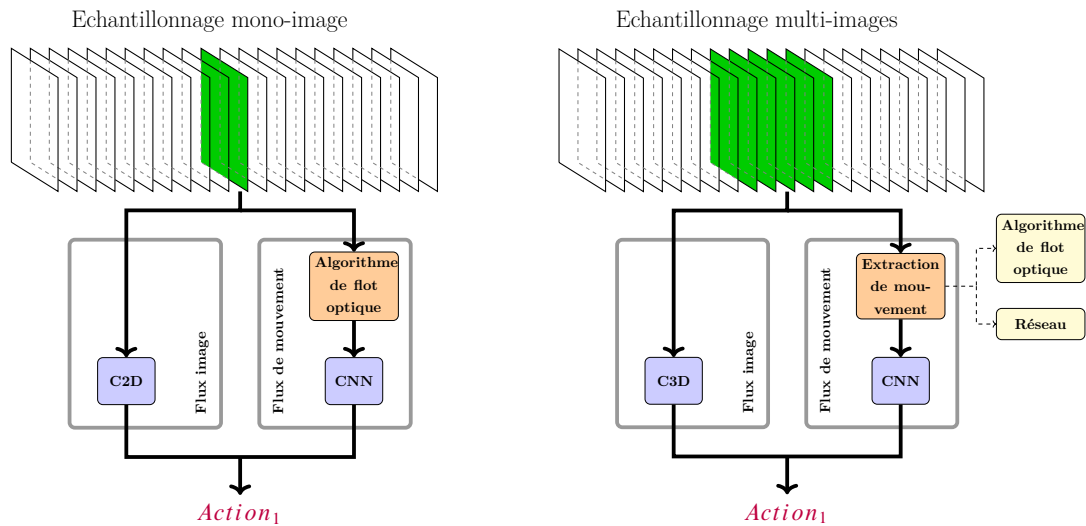 Echantillonnage mono-image
Algorithme
de flot
optique
C2D
Flux image
Flux de mouvement
CNN
Action1
Echantillonnage multi-images
Extraction
de mou-
vement
Algorithme
de flot
optique
Réseau
C3D
Flux image
Flux de mouvement
CNN
Action1